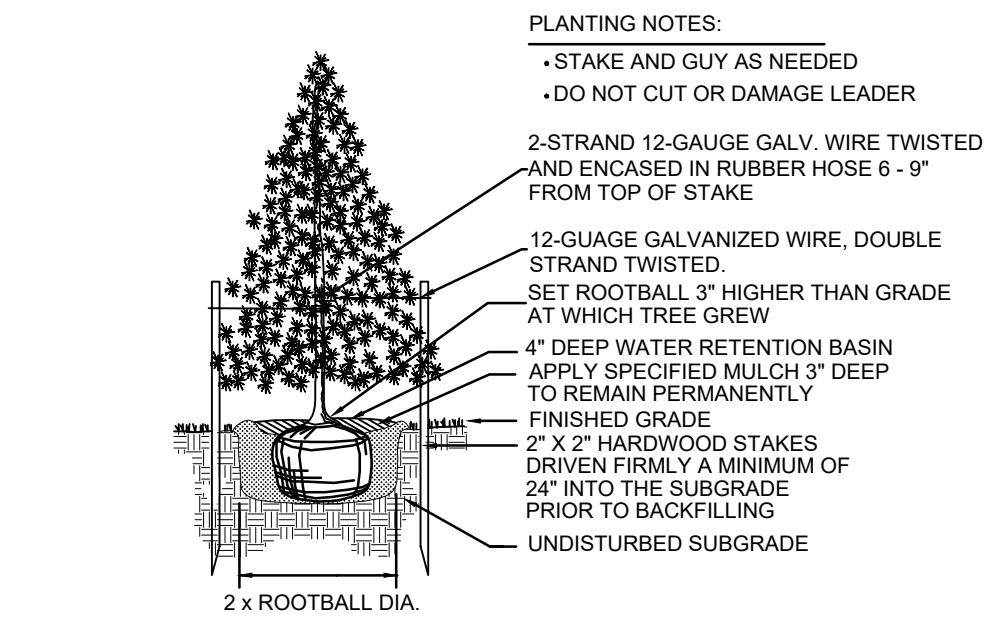 PLANTING NOTES:
• STAKE AND GUY AS NEEDED
• DO NOT CUT OR DAMAGE LEADER
2-STRAND 12-GAUGE GALV. WIRE TWISTED
AND ENCASED IN RUBBER HOSE 6 - 9"
FROM TOP OF STAKE
12-GUAGE GALVANIZED WIRE, DOUBLE
STRAND TWISTED.
SET ROOTBALL 3" HIGHER THAN GRADE
AT WHICH TREE GREW
4" DEEP WATER RETENTION BASIN
APPLY SPECIFIED MULCH 3" DEEP
TO REMAIN PERMANENTLY
FINISHED GRADE
2" X 2" HARDWOOD STAKES
DRIVEN FIRMLY A MINIMUM OF
24" INTO THE SUBGRADE
PRIOR TO BACKFILLING
UNDISTURBED SUBGRADE
2 x ROOTBALL DIA.